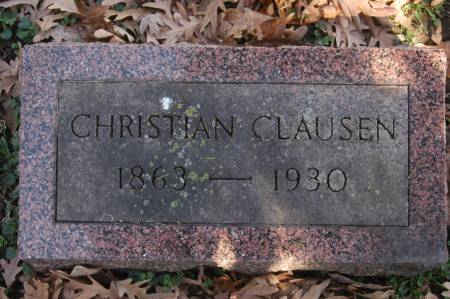 CHRISTIAN CLAUSEN
1863 — 1930